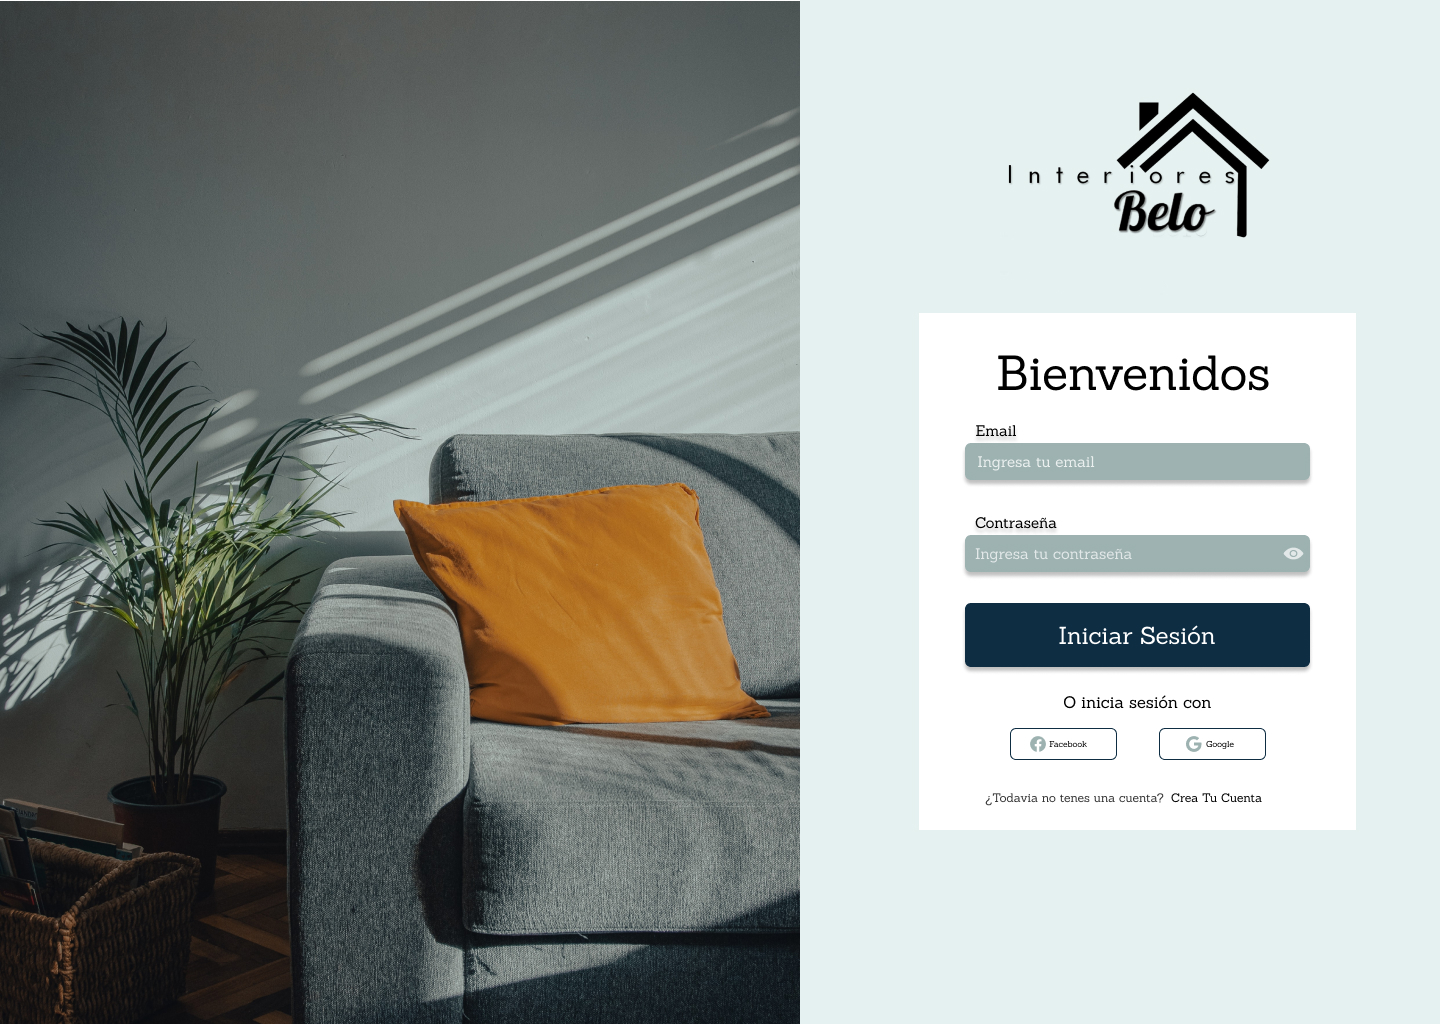 Interiores
Belo
Bienvenidos
Email
Ingresa tu email
Contraseña
Ingresa tu contraseña
Iniciar Sesión
O inicia sesión con
Facebook
Google
¿Todavia no tenes una cuenta? Crea Tu Cuenta